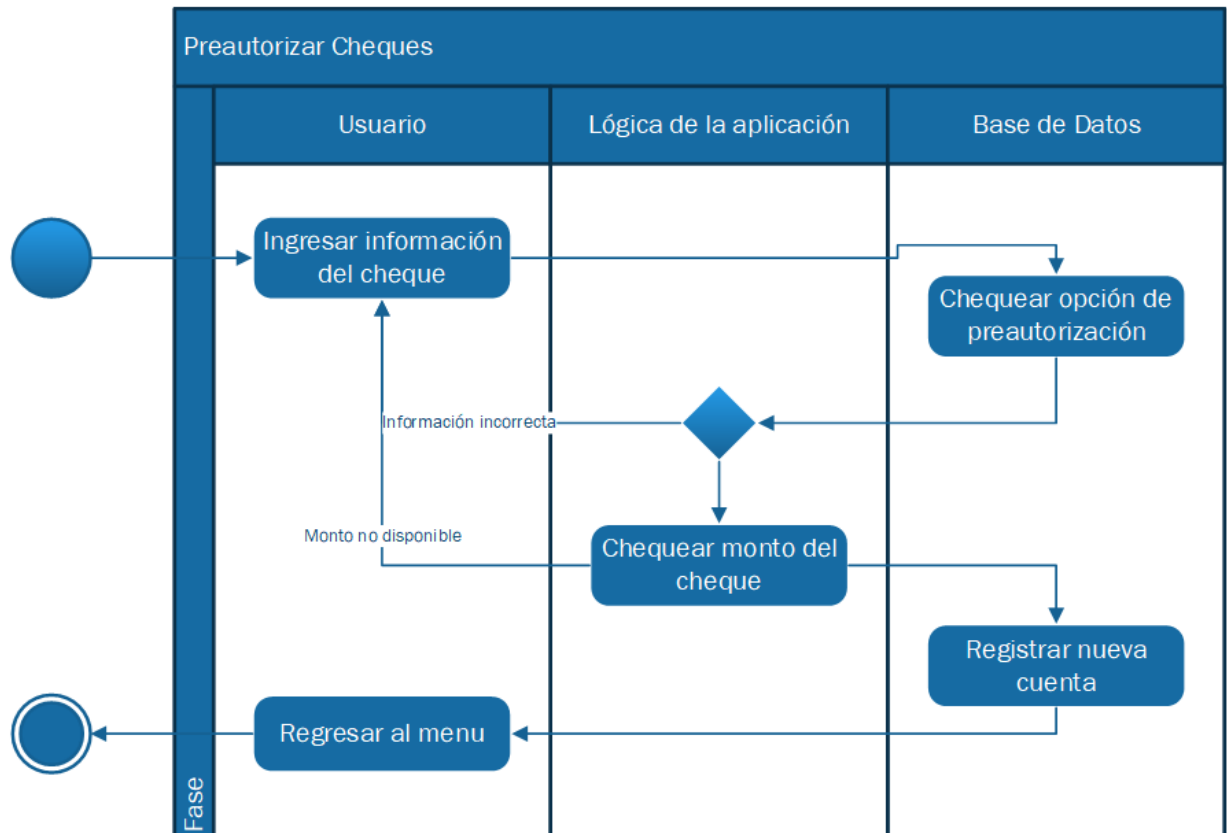 Preautorizar Cheques
Usuario
Lógica de la aplicación
Base de Datos
Ingresar información
del cheque
Chequear opción de
preautorización
Información incorrecta
Monto no disponible
Chequear monto del
cheque
Registrar nueva
cuenta
Regresar al menu
Fase